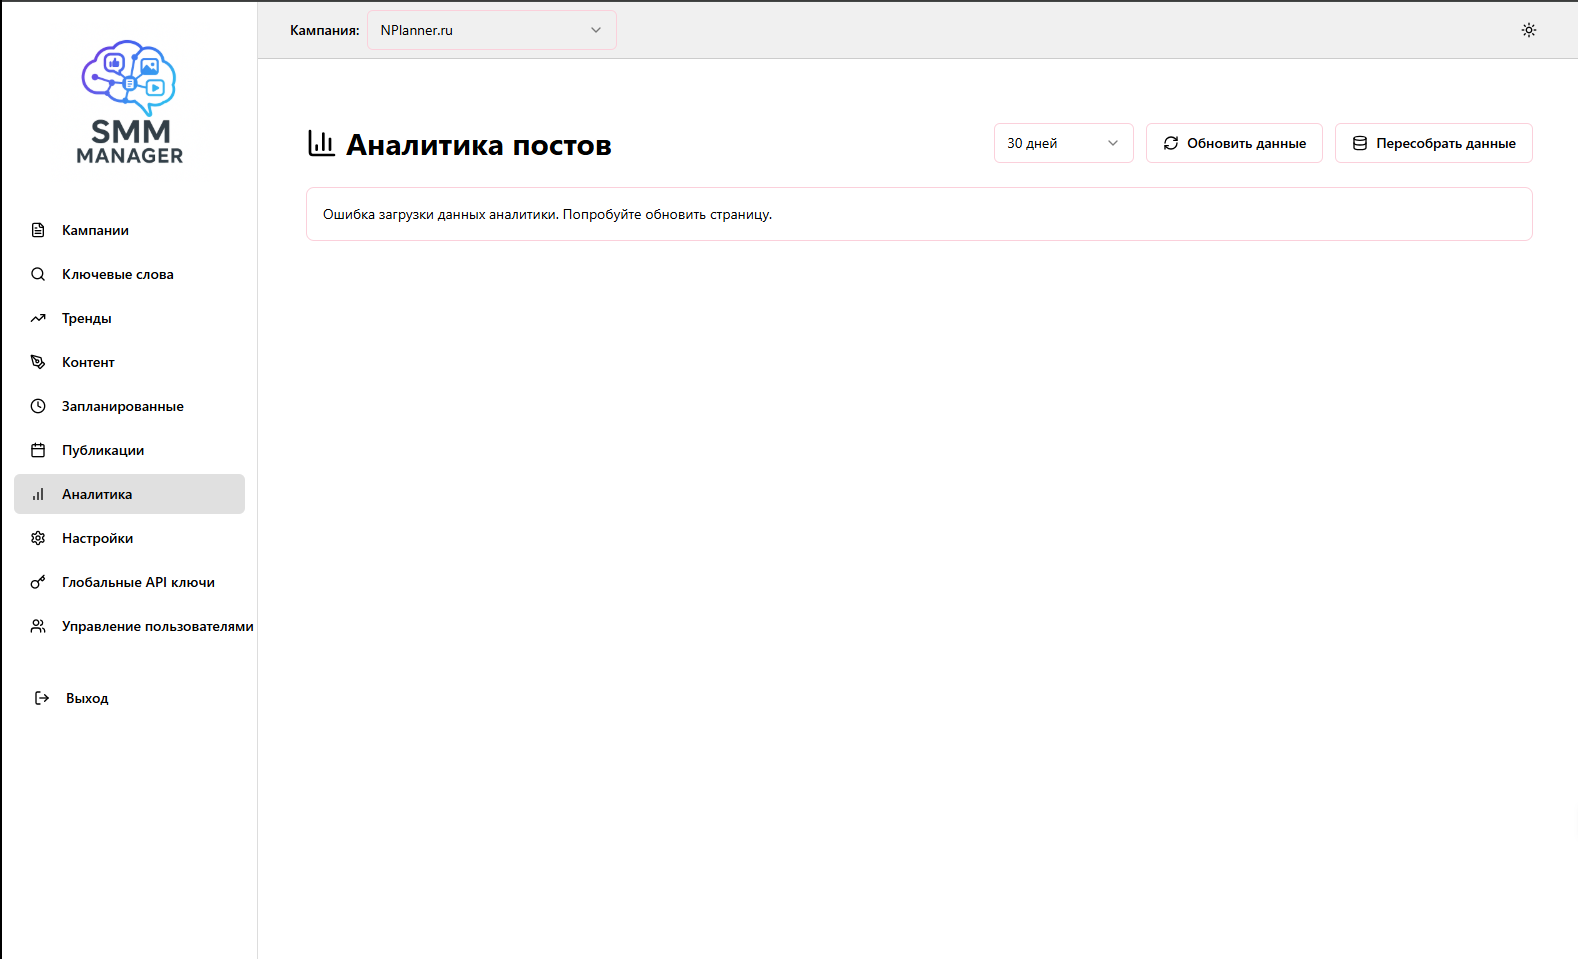 SMM
MANAGER
Кампании
Ключевые слова
Тренды
Контент
Запланированные
Публикации
Аналитика
Настройки
Глобальные API ключи
Управление пользователями
Выход
Кампания: NPlanner.ru
Аналитика постов
30 дней
Обновить данные
Пересобрать данные
Ошибка загрузки данных аналитики. Попробуйте обновить страницу.